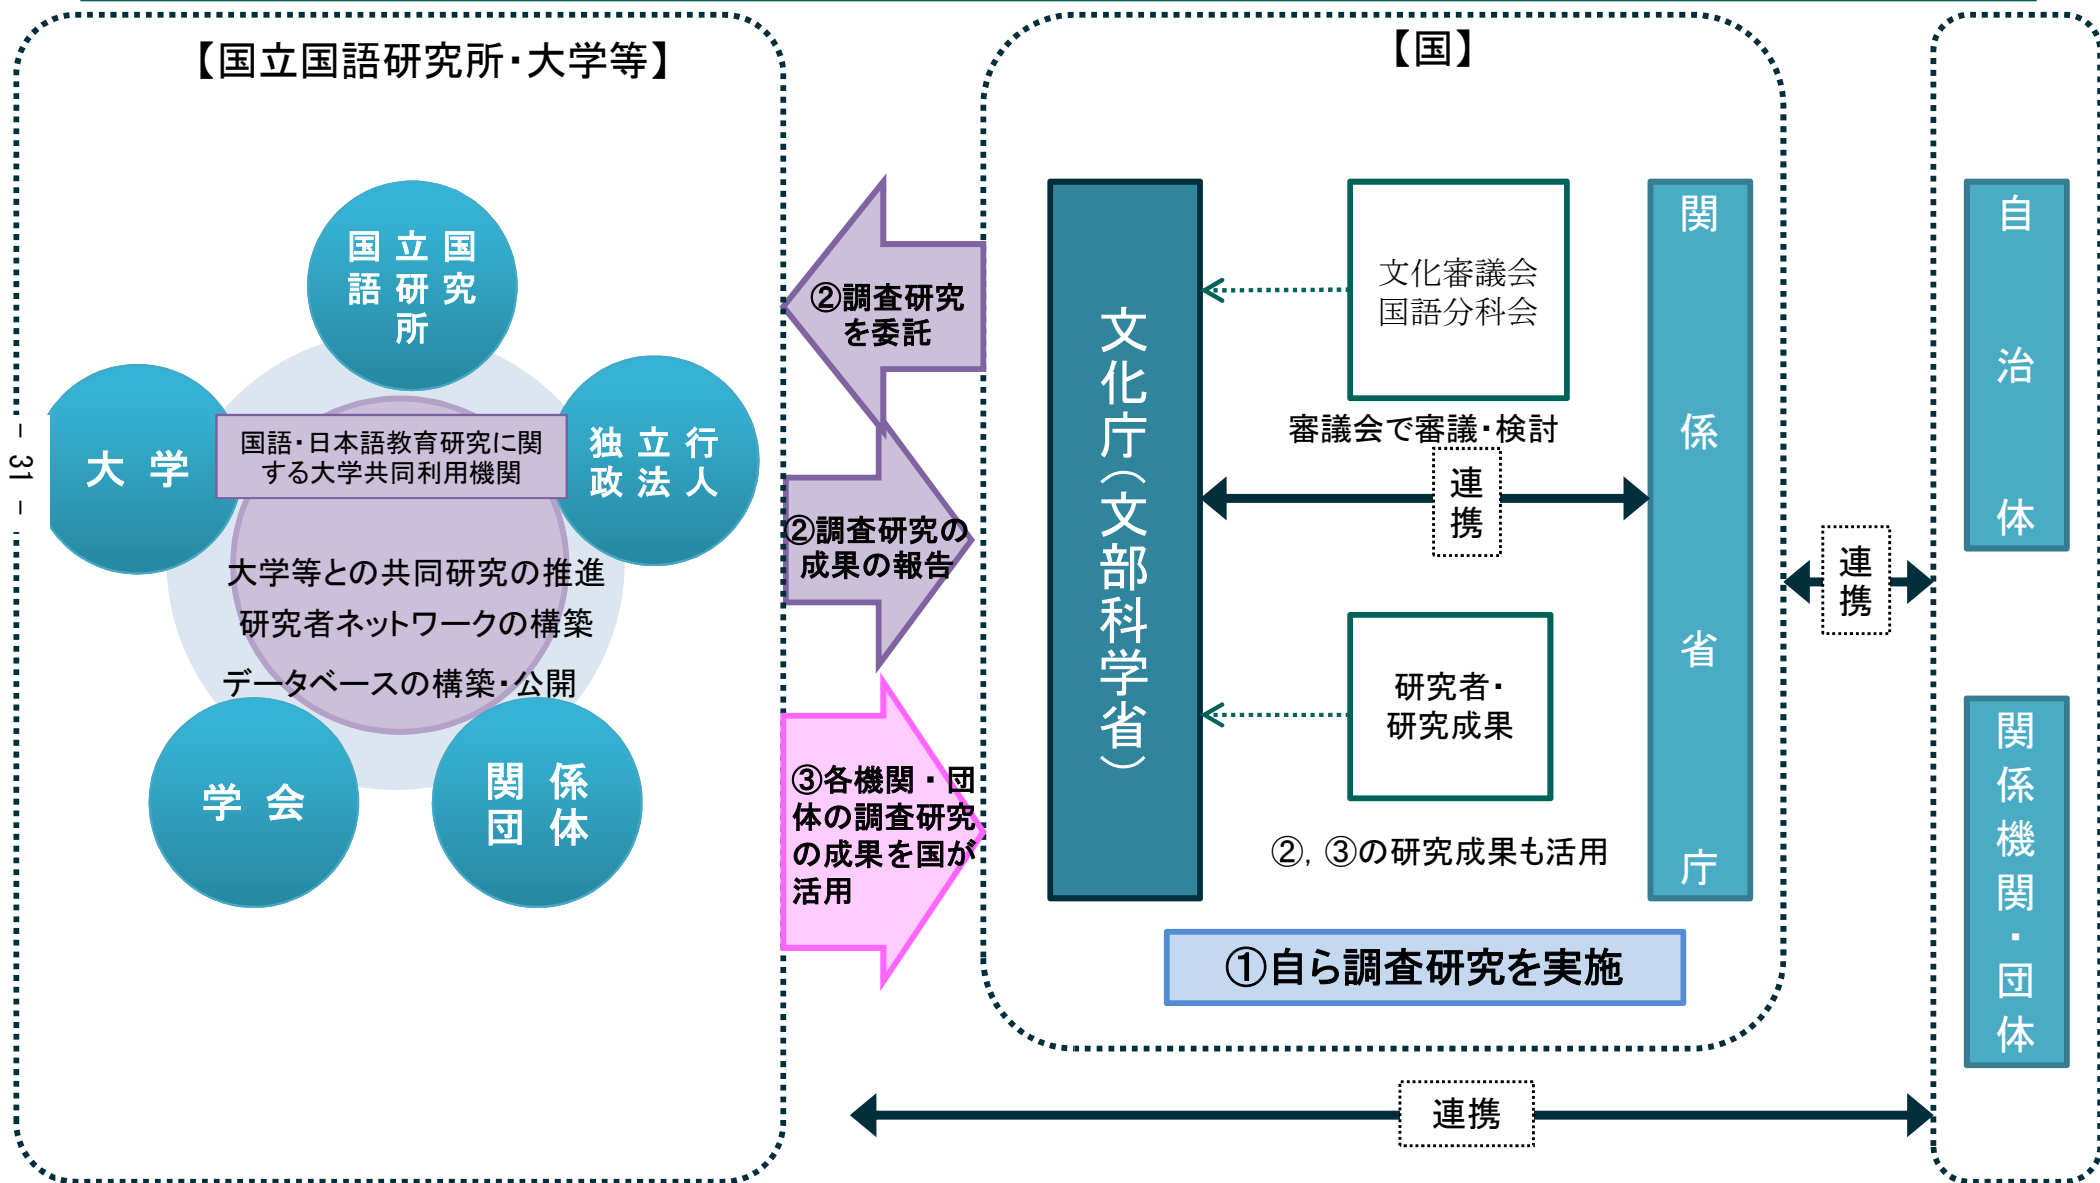 【国立国語研究所・大学等】
国立国
語研究
所
大学
独立行
政法人
国語・日本語教育研究に関
する大学共同利用機関
大学等との共同研究の推進
研究者ネットワークの構築
データベースの構築・公開
学会
関係
団体
- 31 -
②調査研究
を委託
②調査研究の
成果の報告
③各機関・団
体の調査研究
の成果を国が
活用
【国】
文化庁(文部科学省)
文化審議会
国語分科会
審議会で審議・検討
連携
研究者・
研究成果
②,③の研究成果も活用
関係省庁
①自ら調査研究を実施
連携
自治体
関係機関・団体
連携